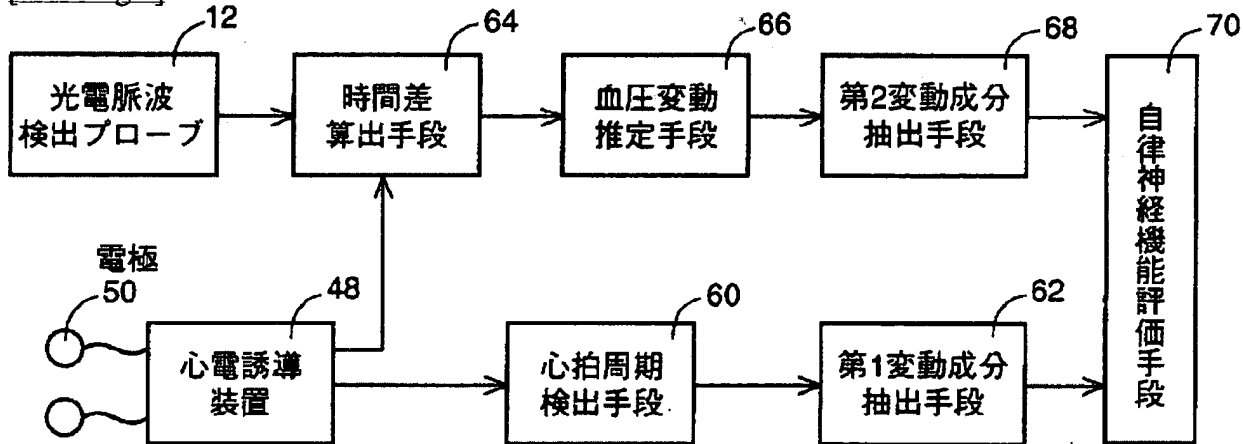 12
64
66
68
70
光電脈波
検出プローブ
時間差
算出手段
血圧変動
推定手段
第2変動成分
抽出手段
自律神経機能評価手段
電極
50
48
60
62
心電誘導
装置
心拍周期
検出手段
第1変動成分
抽出手段